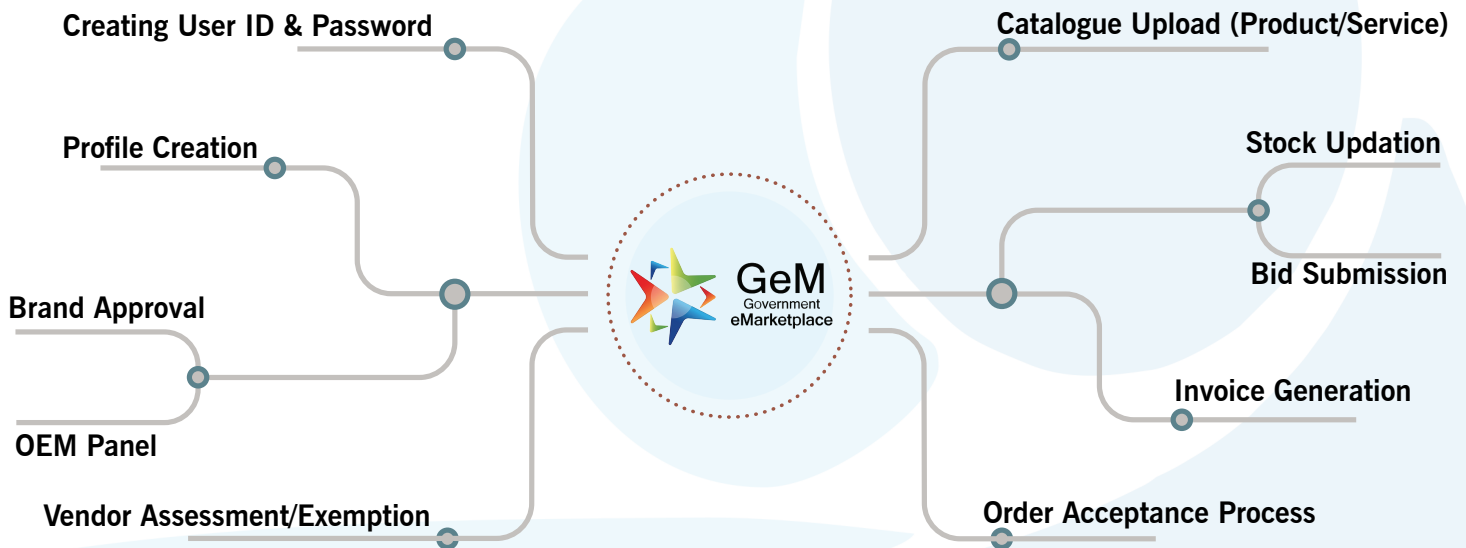 Creating User ID & Password
Profile Creation
Brand Approval
OEM Panel
Vendor Assessment/Exemption
GeM
Government
eMarketplace
Catalogue Upload (Product/Service)
Stock Updation
Bid Submission
Invoice Generation
Order Acceptance Process